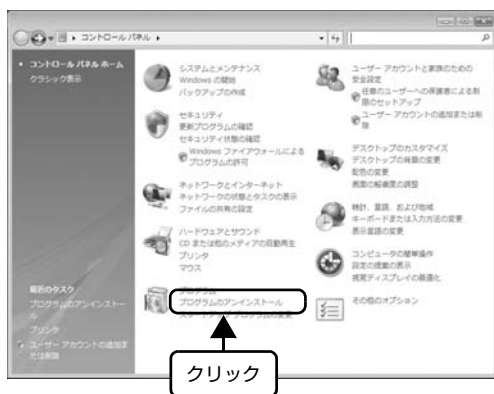 コントロール パネル
コントロール パネル ホーム
クラシック表示
システムとメンテナンス
Windows の開始
バックアップの作成
セキュリティ
更新プログラムの確認
セキュリティ状態の確認
Windows ファイアウォールによる
プログラムの許可
ネットワークとインターネット
ネットワークの状態とタスクの表示
ファイルの共有の設定
ハードウェアとサウンド
CD または他のメディアの自動再生
プリンタ
マウス
プログラム
プログラムのアンインストール
スタートアップ プログラムの変更
ユーザー アカウントと家族のための
安全設定
任意のユーザーへの保護者による制
限のセットアップ
ユーザー アカウントの追加または削
除
デスクトップのカスタマイズ
デスクトップの背景の変更
配色の変更
画面の解像度の調整
時計、言語、および地域
キーボードまたは入力方法の変更
表示言語の変更
コンピュータの簡単操作
設定の提案の表示
視覚ディスプレイの最適化
その他のオプション
最近のタスク
プログラムのアンインストー
ル
プリンタ
ユーザー アカウントの追加ま
たは削除
クリック